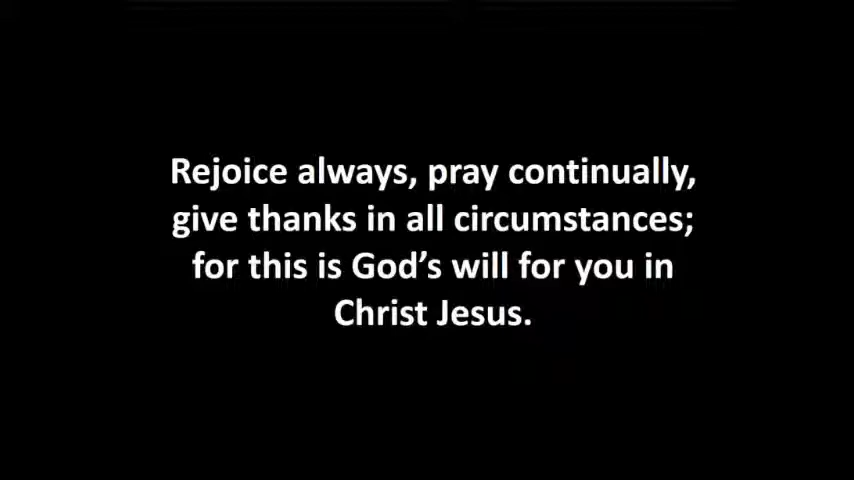 Rejoice always, pray continually,
give thanks in all circumstances;
for this is God’s will for you in
Christ Jesus.